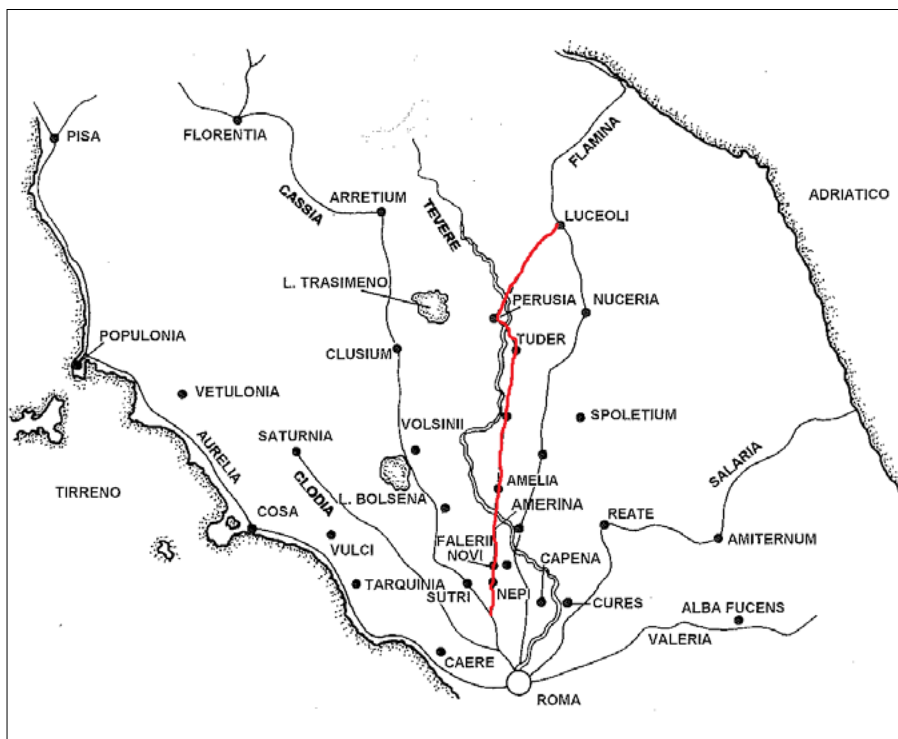 PISA
FLORENTIA
FLAMINA
ADRIATICO
CASSIA
ARRETIUM
TEVERE
LUCEOLI
L. TRASIMENO
PERUSIA
NUCERIA
POPULONIA
CLUSIUM
TUDER
VETULONIA
SPOLETIUM
VOLSINII
AURELIA
SATURNIA
SALARIA
TIRRENO
CLODIA
L. BOLSENA
AMELIA
AMERINA
COSA
REATE
FALERII
NOVI
CAPENA
AMITERNUM
VULCI
TARQUINIA
SUTRI
NEPI
CURES
ALBA FUCENS
VALERIA
CAERE
ROMA